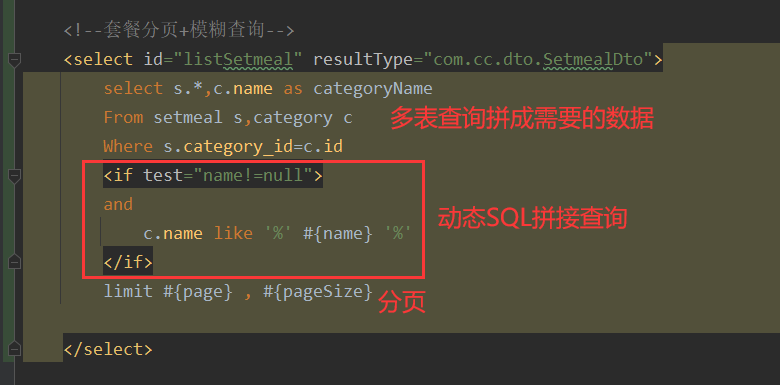 <!--套餐分页+模糊查询-->
<select id="listSetmeal" resultType="com.cc.dto.SetmealDto">
select s.*,c.name as categoryName
From setmeal s,category c 多表查询拼成需要的数据
Where s.category_id=c.id
<if test="name!=null">
and
c.name like '%' #{name} '%' 动态SQL拼接查询
</if>
limit #{page} , #{pageSize} 分页
</select>